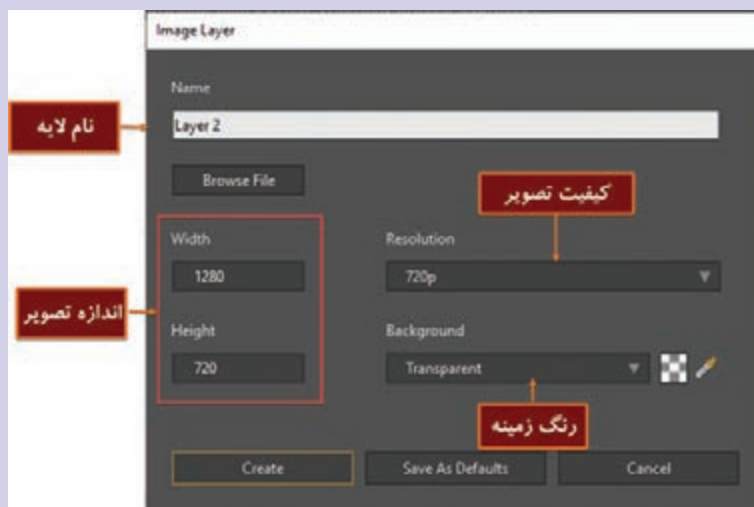 Image Layer
Name
نام لایه
Layer 2
Browse File
کیفیت تصویر
Width
Resolution
1280
720p
اندازه تصویر
Height
Background
720
Transparent
رنگ زمینه
Create
Save As Defaults
Cancel